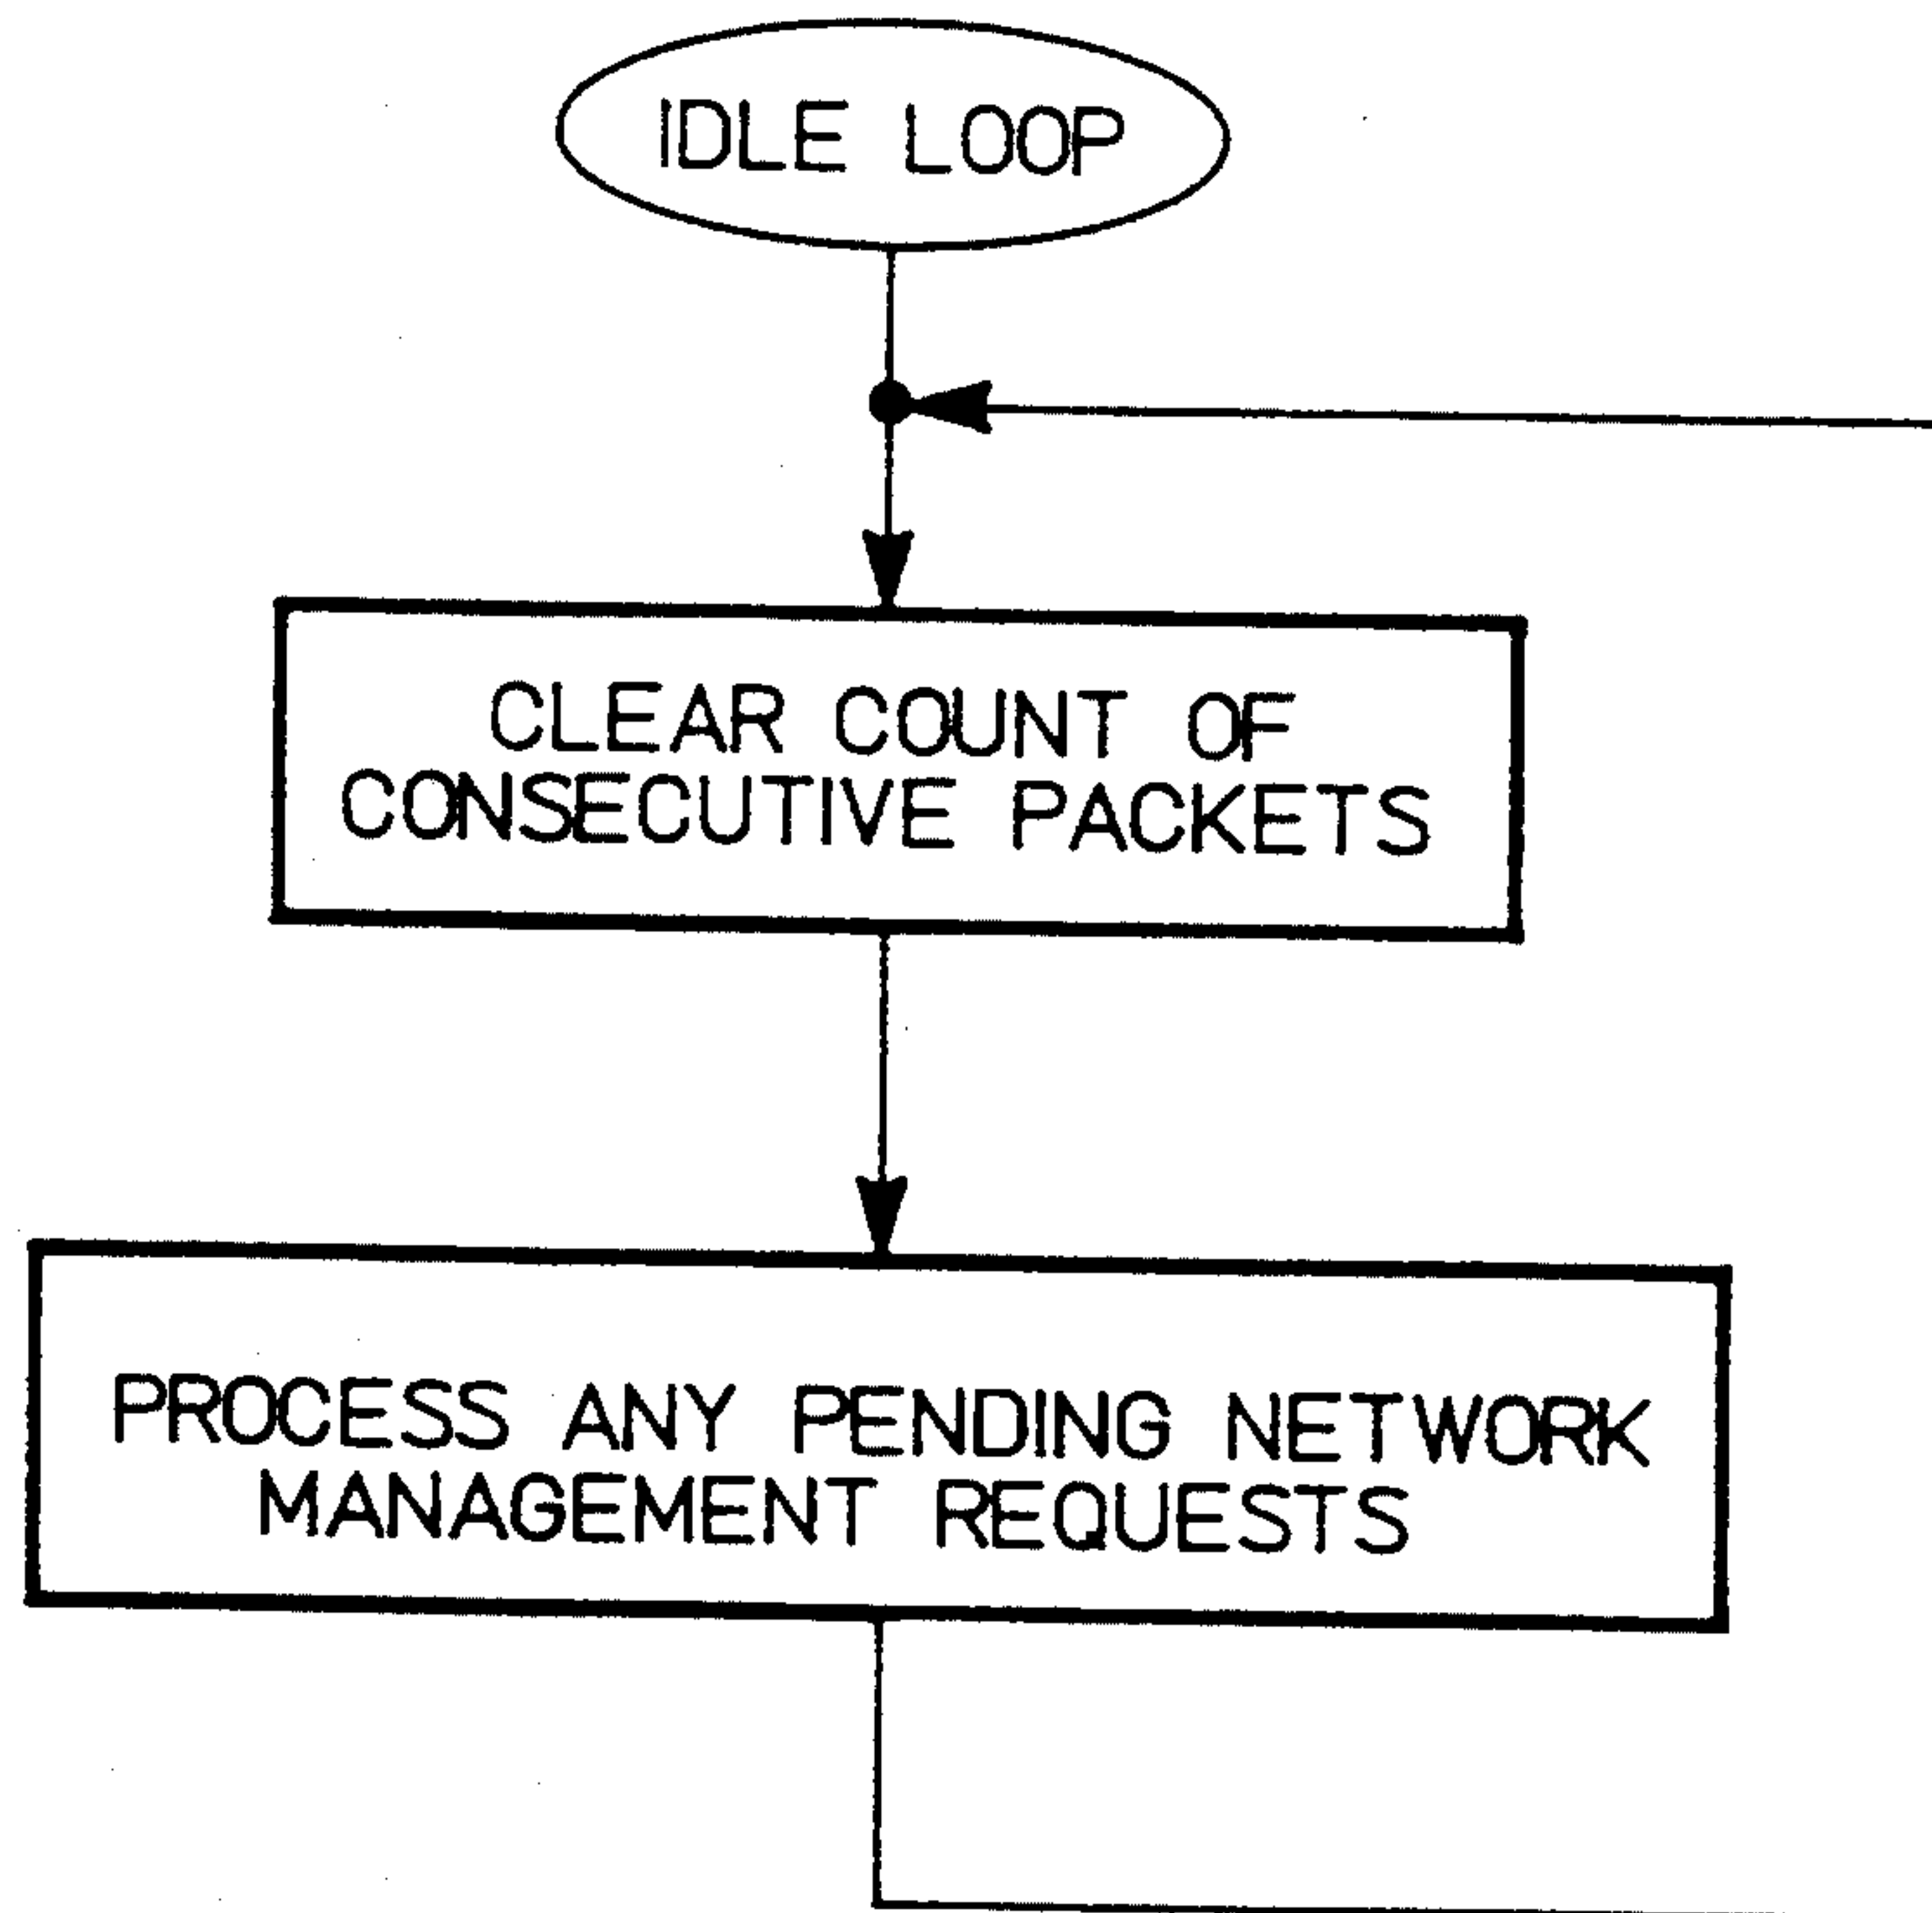 IDLE LOOP
CLEAR COUNT OF
CONSECUTIVE PACKETS
PROCESS ANY PENDING NETWORK
MANAGEMENT REQUESTS